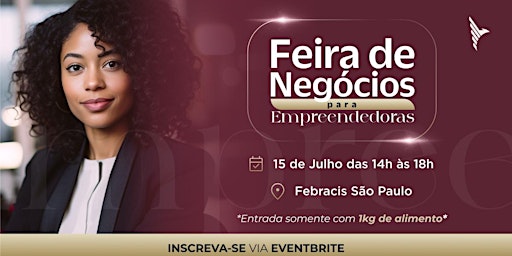 Feira de
Negócios
para
Empreendedoras
15 de Julho das 14h às 18h
Febracis São Paulo
*Entrada somente com 1kg de alimento*
INSCREVA-SE VIA EVENTBRITE